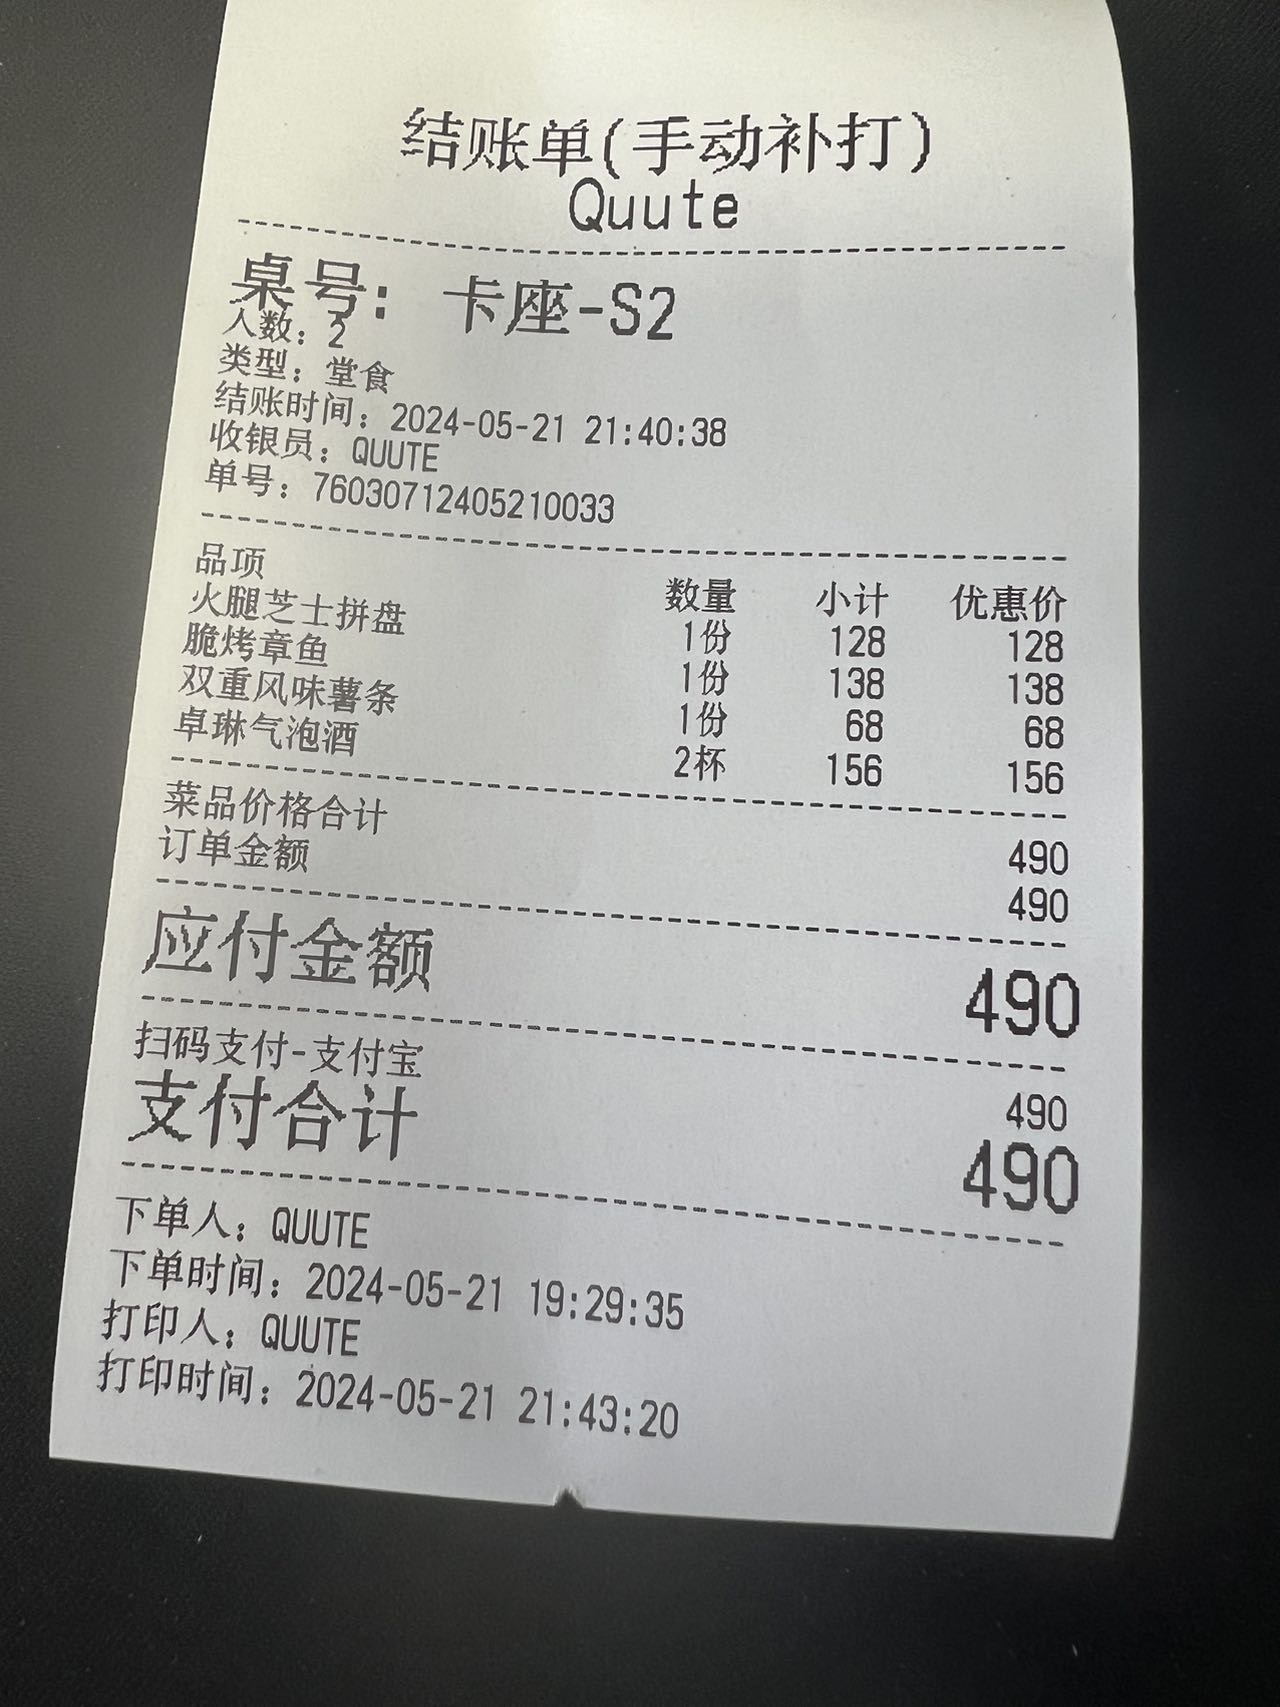 结账单(手动补打)
Quute
桌号: 卡座-S2
人数: 2
类型: 堂食
结账时间: 2024-05-21 21:40:38
收银员: QUUTE
单号: 76030712405210033
品项 数量 小计 优惠价
火腿芝士拼盘 1份 128 128
脆烤章鱼 1份 138 138
双重风味薯条 1份 68 68
卓琳气泡酒 2杯 156 156
菜品价格合计 490
订单金额 490
应付金额 490
扫码支付-支付宝 490
支付合计 490
下单人: QUUTE
下单时间: 2024-05-21 19:29:35
打印人: QUUTE
打印时间: 2024-05-21 21:43:20